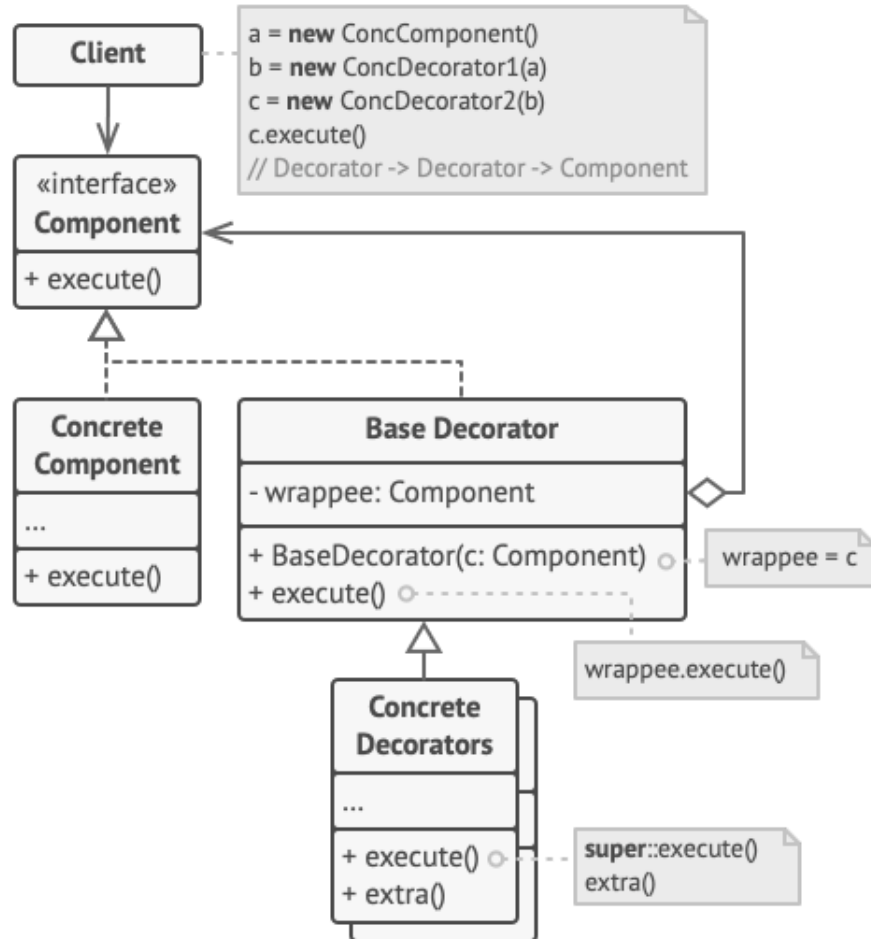 Client
a = new ConcComponent()
b = new ConcDecorator1(a)
c = new ConcDecorator2(b)
c.execute()
// Decorator -> Decorator -> Component
«interface»
Component
+ execute()
Concrete
Component
...
+ execute()
Base Decorator
- wrappee: Component
+ BaseDecorator(c: Component)
+ execute()
wrappee = c
wrappee.execute()
Concrete
Decorators
...
+ execute()
+ extra()
super::execute()
extra()